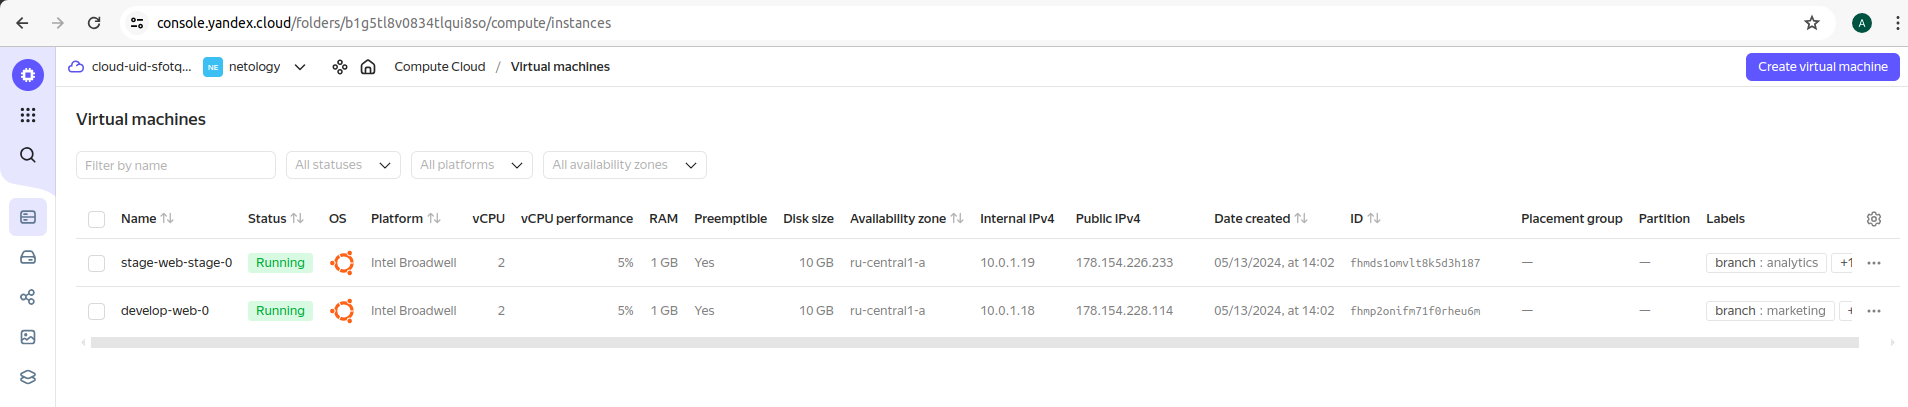 console.yandex.cloud/folders/b1g5tl8v0834tlqui8so/compute/instances
A
cloud-uid-sfotq... NE netology Compute Cloud / Virtual machines Create virtual machine
Virtual machines
Filter by name All statuses All platforms All availability zones
Name Status OS Platform vCPU vCPU performance RAM Preemptible Disk size Availability zone Internal IPv4 Public IPv4 Date created ID Placement group Partition Labels
stage-web-stage-0 Running Intel Broadwell 2 5% 1 GB Yes 10 GB ru-central1-a 10.0.1.19 178.154.226.233 05/13/2024, at 14:02 fhmds1omvlt8k5d3h187 — — branch : analytics +1 ...
develop-web-0 Running Intel Broadwell 2 5% 1 GB Yes 10 GB ru-central1-a 10.0.1.18 178.154.228.114 05/13/2024, at 14:02 fhmp2onifm71f0rheu6m — — branch : marketing + ...